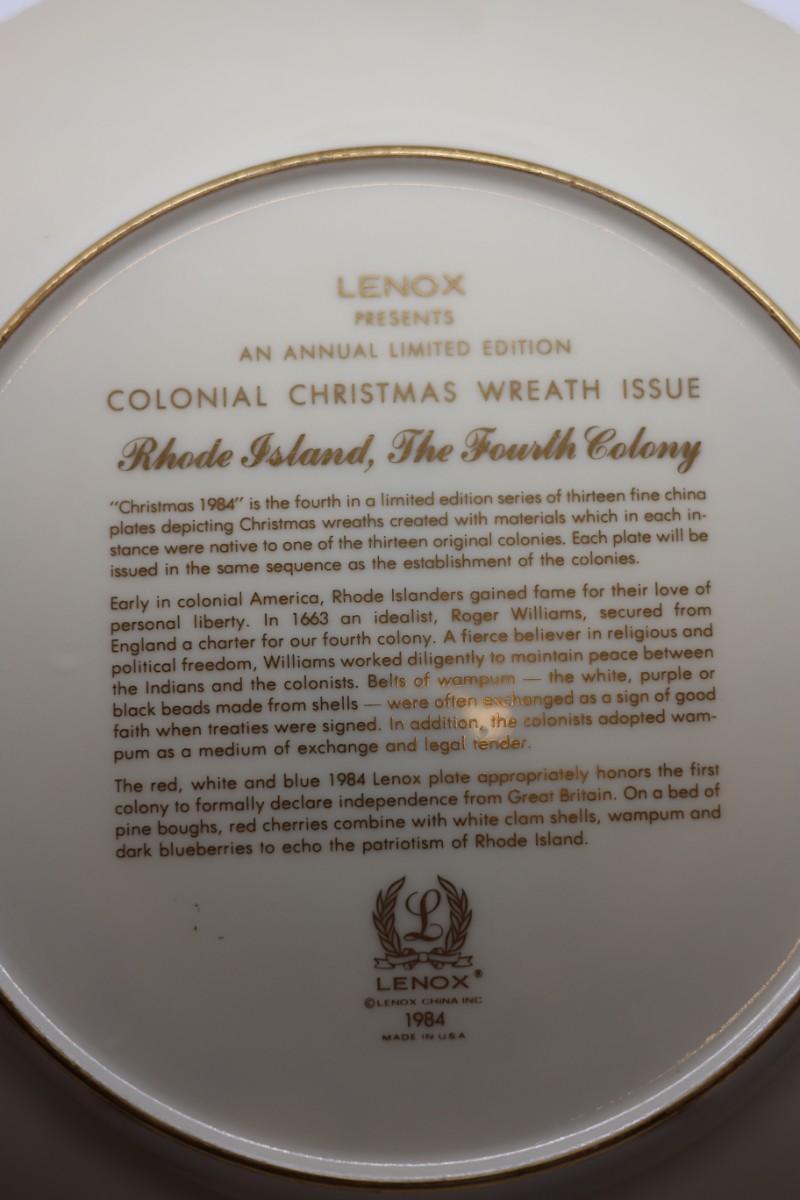 LENOX
PRESENTS
AN ANNUAL LIMITED EDITION
COLONIAL CHRISTMAS WREATH ISSUE
Rhode Island, The Fourth Colony
"Christmas 1984" is the fourth in a limited edition series of thirteen fine china
plates depicting Christmas wreaths created with materials which in each in-
stance were native to one of the thirteen original colonies. Each plate will be
issued in the same sequence as the establishment of the colonies.
Early in colonial America, Rhode Islanders gained fame for their love of
personal liberty. In 1663 an idealist, Roger Williams, secured from
England a charter for our fourth colony. A fierce believer in religious and
political freedom, Williams worked diligently to maintain peace between
the Indians and the colonists. Belts of wampum — the white, purple or
black beads made from shells — were often exchanged as a sign of good
faith when treaties were signed. In addition, the colonists adopted wam-
pum as a medium of exchange and legal tender.
The red, white and blue 1984 Lenox plate appropriately honors the first
colony to formally declare independence from Great Britain. On a bed of
pine boughs, red cherries combine with white clam shells, wampum and
dark blueberries to echo the patriotism of Rhode Island.
L
LENOX®
©LENOX CHINA INC
1984
MADE IN USA